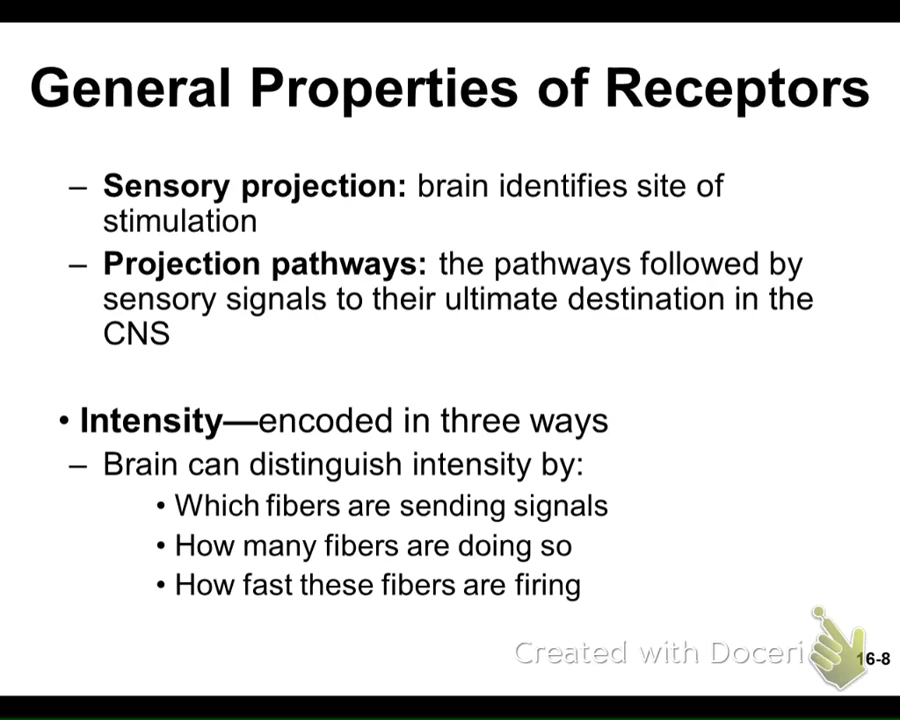 General Properties of Receptors
– Sensory projection: brain identifies site of
stimulation
– Projection pathways: the pathways followed by
sensory signals to their ultimate destination in the
CNS
• Intensity—encoded in three ways
– Brain can distinguish intensity by:
• Which fibers are sending signals
• How many fibers are doing so
• How fast these fibers are firing
Created with Doceri
16-8